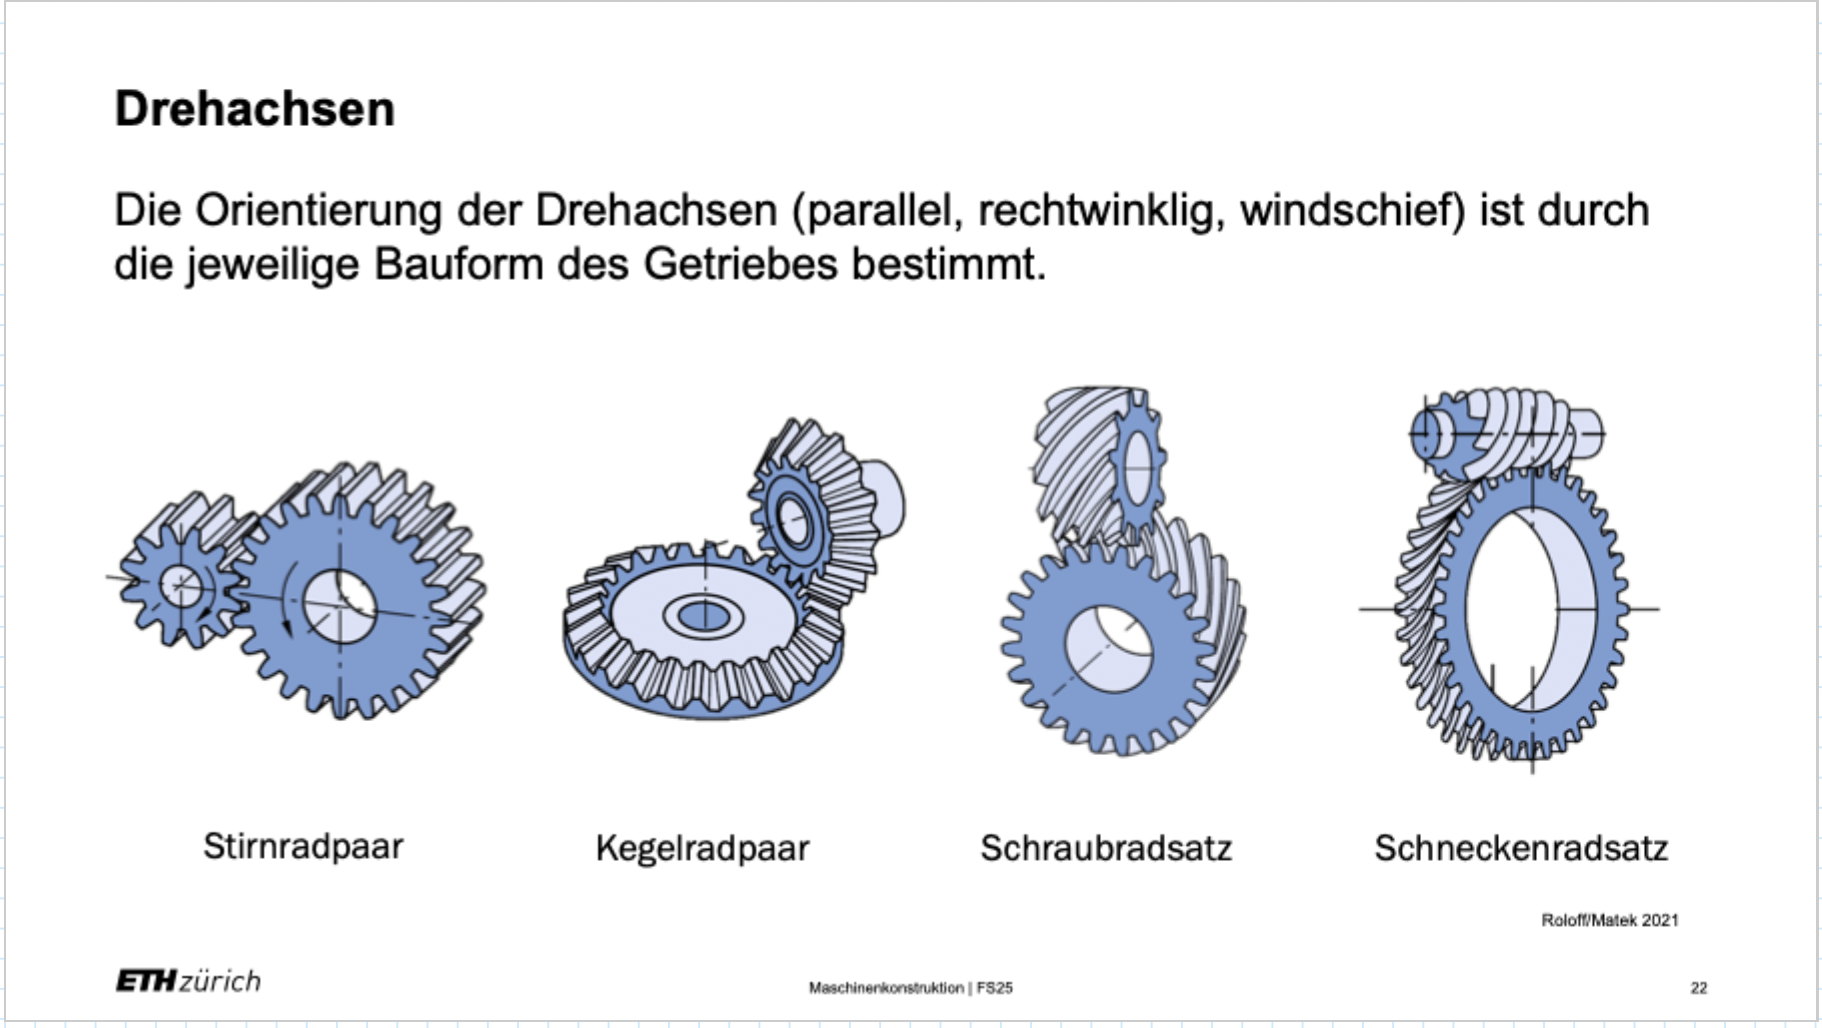 Drehachsen
Die Orientierung der Drehachsen (parallel, rechtwinklig, windschief) ist durch
die jeweilige Bauform des Getriebes bestimmt.
Stirnradpaar
Kegelradpaar
Schraubradsatz
Schneckenradsatz
Roloff/Matek 2021
ETH zürich
Maschinenkonstruktion | FS25
22